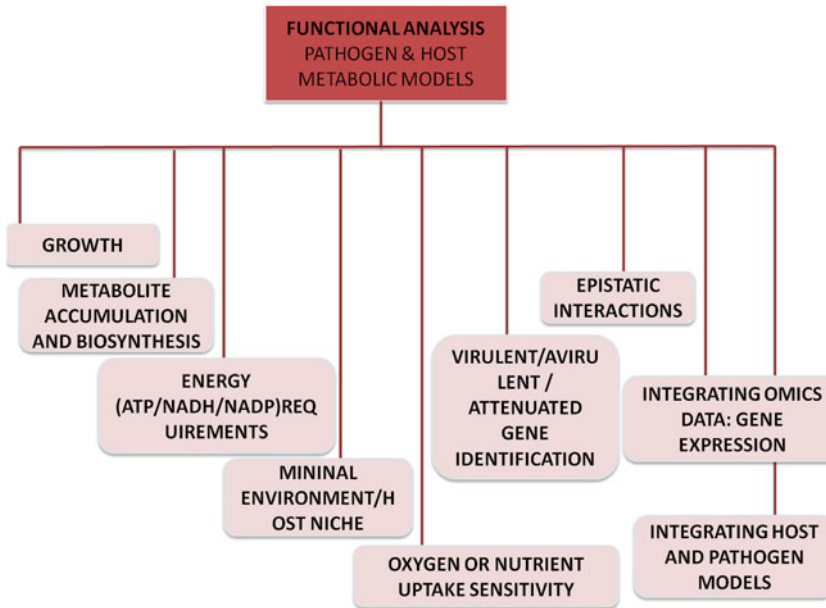 FUNCTIONAL ANALYSIS
PATHOGEN & HOST
METABOLIC MODELS
GROWTH
METABOLITE
ACCUMULATION
AND BIOSYNTHESIS
ENERGY
(ATP/NADH/NADP)REQ
UIREMENTS
MININAL
ENVIRONMENT/H
OST NICHE
OXYGEN OR NUTRIENT
UPTAKE SENSITIVITY
VIRULENT/AVIRU
LENT /
ATTENUATED
GENE
IDENTIFICATION
EPISTATIC
INTERACTIONS
INTEGRATING OMICS
DATA: GENE
EXPRESSION
INTEGRATING HOST
AND PATHOGEN
MODELS